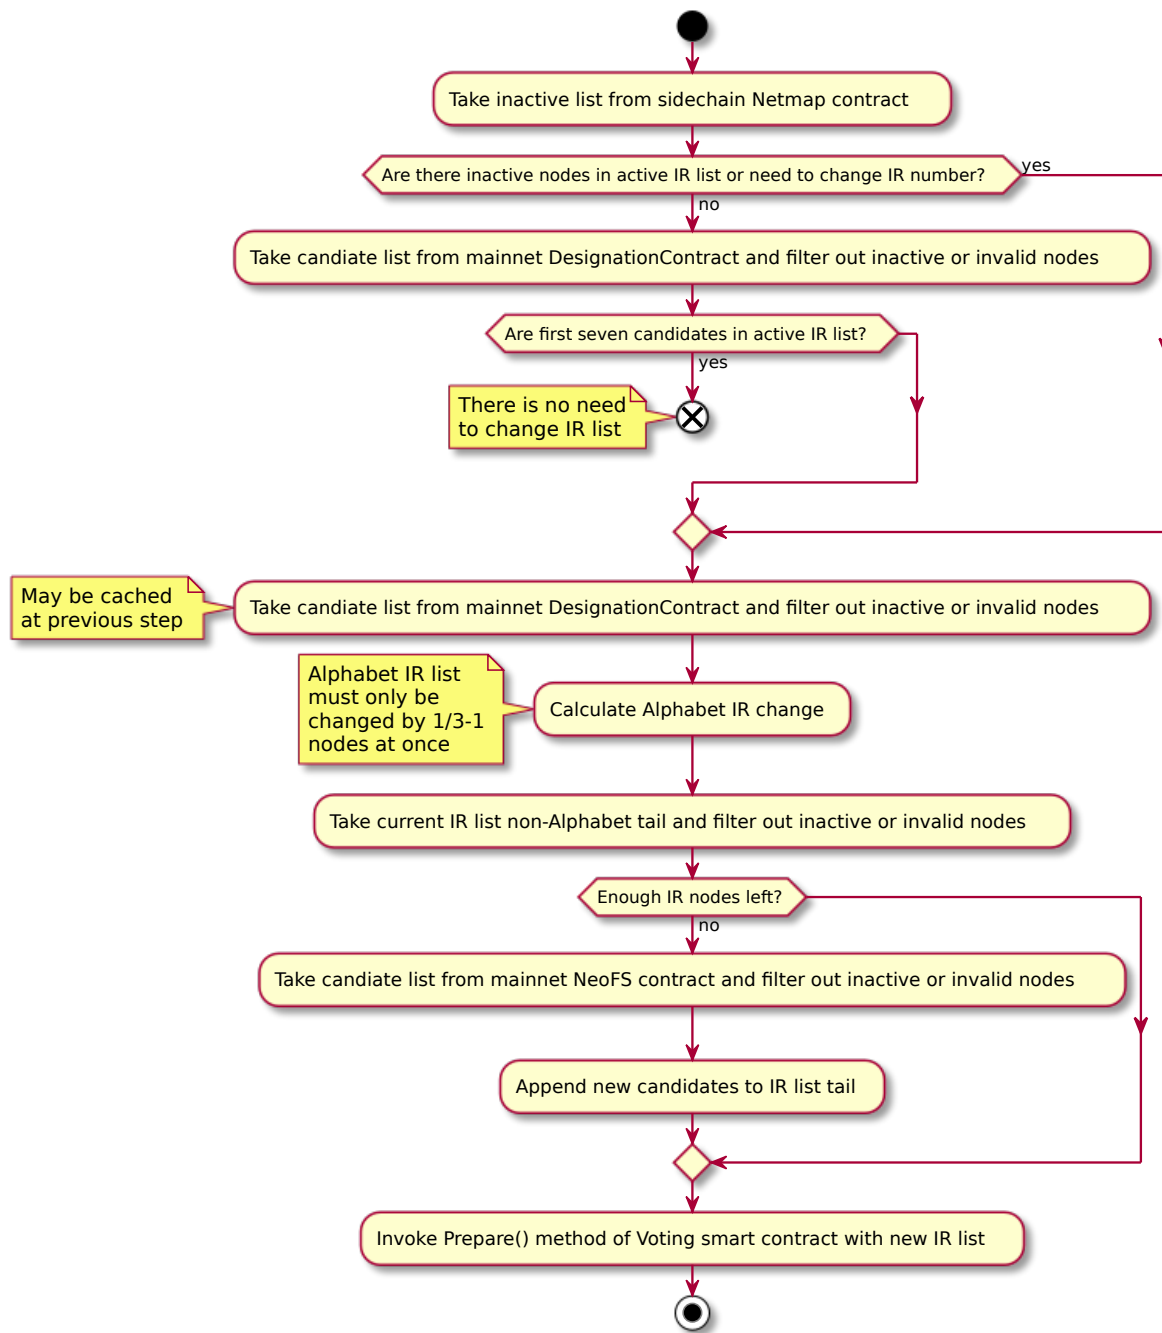 Take inactive list from sidechain Netmap contract
Are there inactive nodes in active IR list or need to change IR number?
yes
no
Take candiate list from mainnet DesignationContract and filter out inactive or invalid nodes
Are first seven candidates in active IR list?
yes
There is no need
to change IR list
May be cached
at previous step
Take candiate list from mainnet DesignationContract and filter out inactive or invalid nodes
Alphabet IR list
must only be
changed by 1/3-1
nodes at once
Calculate Alphabet IR change
Take current IR list non-Alphabet tail and filter out inactive or invalid nodes
Enough IR nodes left?
no
Take candiate list from mainnet NeoFS contract and filter out inactive or invalid nodes
Append new candidates to IR list tail
Invoke Prepare() method of Voting smart contract with new IR list